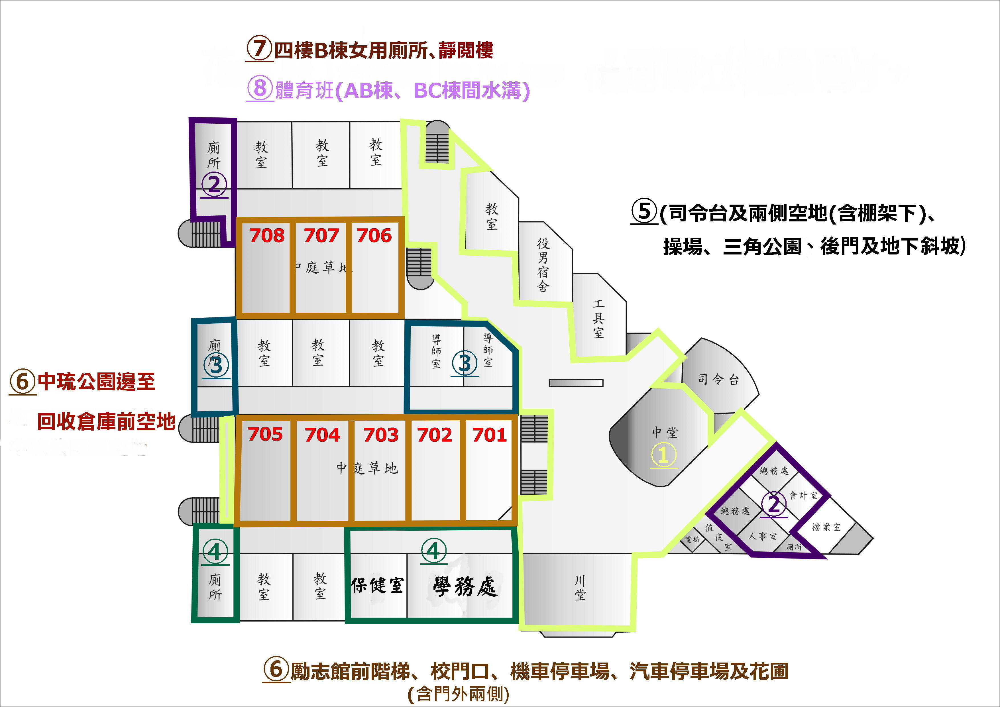 ⑦四樓B棟女用廁所、靜閱樓
⑧體育班(AB棟、BC棟間水溝)
廁所
②
教室
教室
教室
教室
⑤(司令台及兩側空地(含棚架下)、
操場、三角公園、後門及地下斜坡)
708
707
706
中庭草地
役男宿舍
工具室
廁所
③
教室
教室
教室
導師室
導師室
③
司令台
⑥中琉公園邊至
回收倉庫前空地
705
704
703
702
701
中庭草地
中堂
①
總務處
會計室
②
總務處
人事室
檔案室
值夜室
電梯
廁所
④
廁所
教室
教室
④
保健室
學務處
川堂
⑥勵志館前階梯、校門口、機車停車場、汽車停車場及花圃
(含門外兩側)